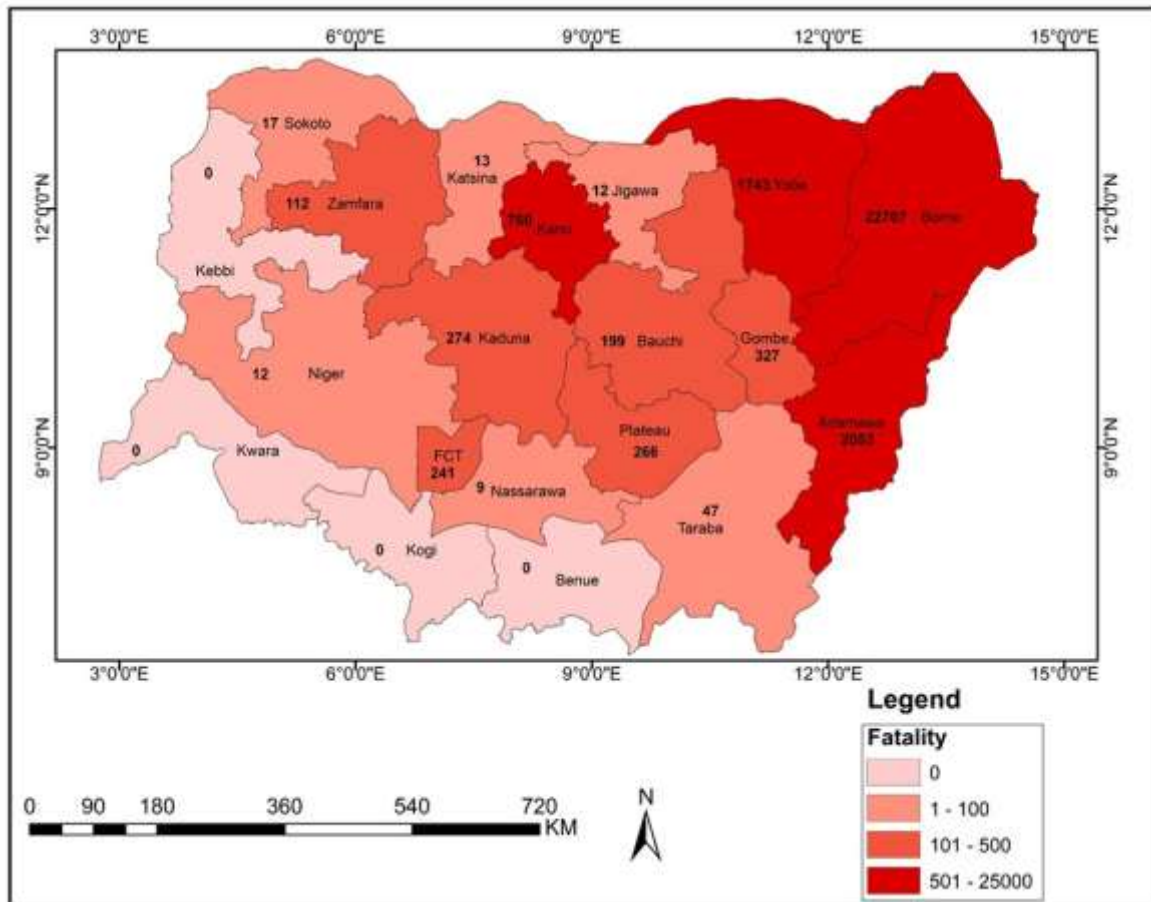 3°0'0"E 6°0'0"E 9°0'0"E 12°0'0"E 15°0'0"E
12°0'0"N
9°0'0"N
12°0'0"N
9°0'0"N
17 Sokoto
0
Kebbi
112 Zamfara
13
Katsina
12 Jigawa
Kano
1743 Yobe
Borno
274 Kaduna
199 Bauchi
Gombe
327
12 Niger
0
Kwara
FCT
241
9 Nassarawa
Plateau
266
Adamawa
47
Taraba
0 Kogi
0
Benue
3°0'0"E 6°0'0"E 9°0'0"E 12°0'0"E 15°0'0"E
Legend
Fatality
0
1 - 100
101 - 500
501 - 25000
0 90 180 360 540 720
KM
N